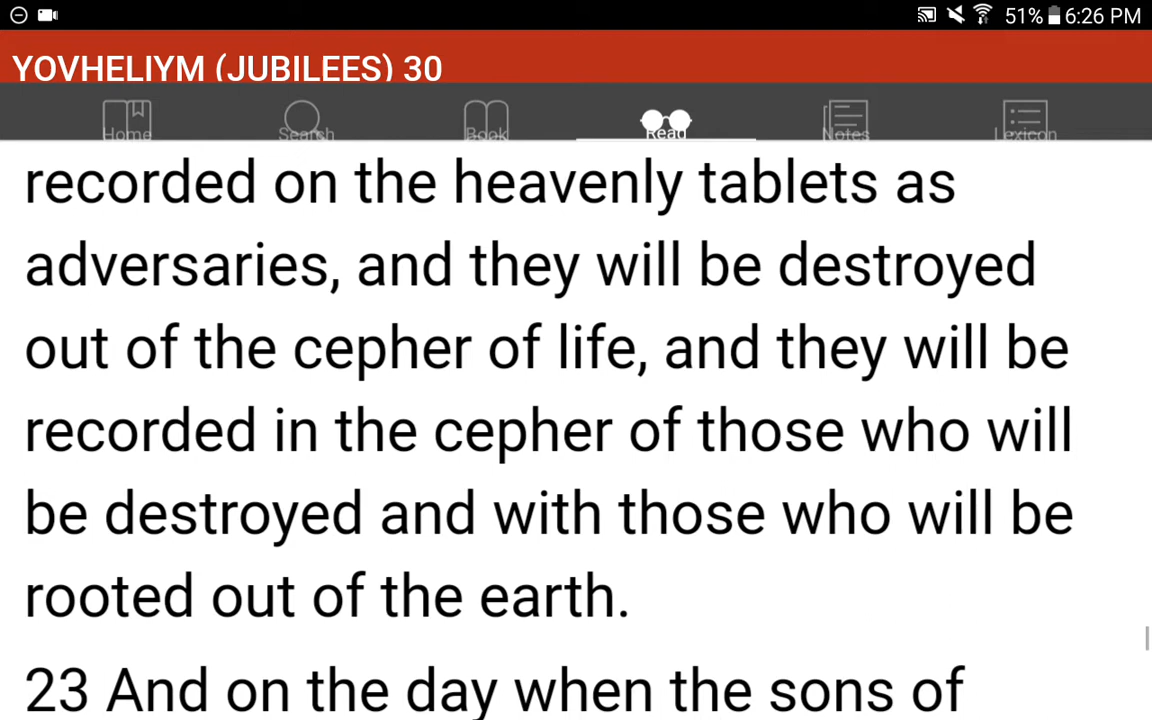 51% 6:26 PM
YOVHELIYM (JUBILEES) 30
Home Search Book Read Notes Lexicon
recorded on the heavenly tablets as
adversaries, and they will be destroyed
out of the cepher of life, and they will be
recorded in the cepher of those who will
be destroyed and with those who will be
rooted out of the earth.
23 And on the day when the sons of